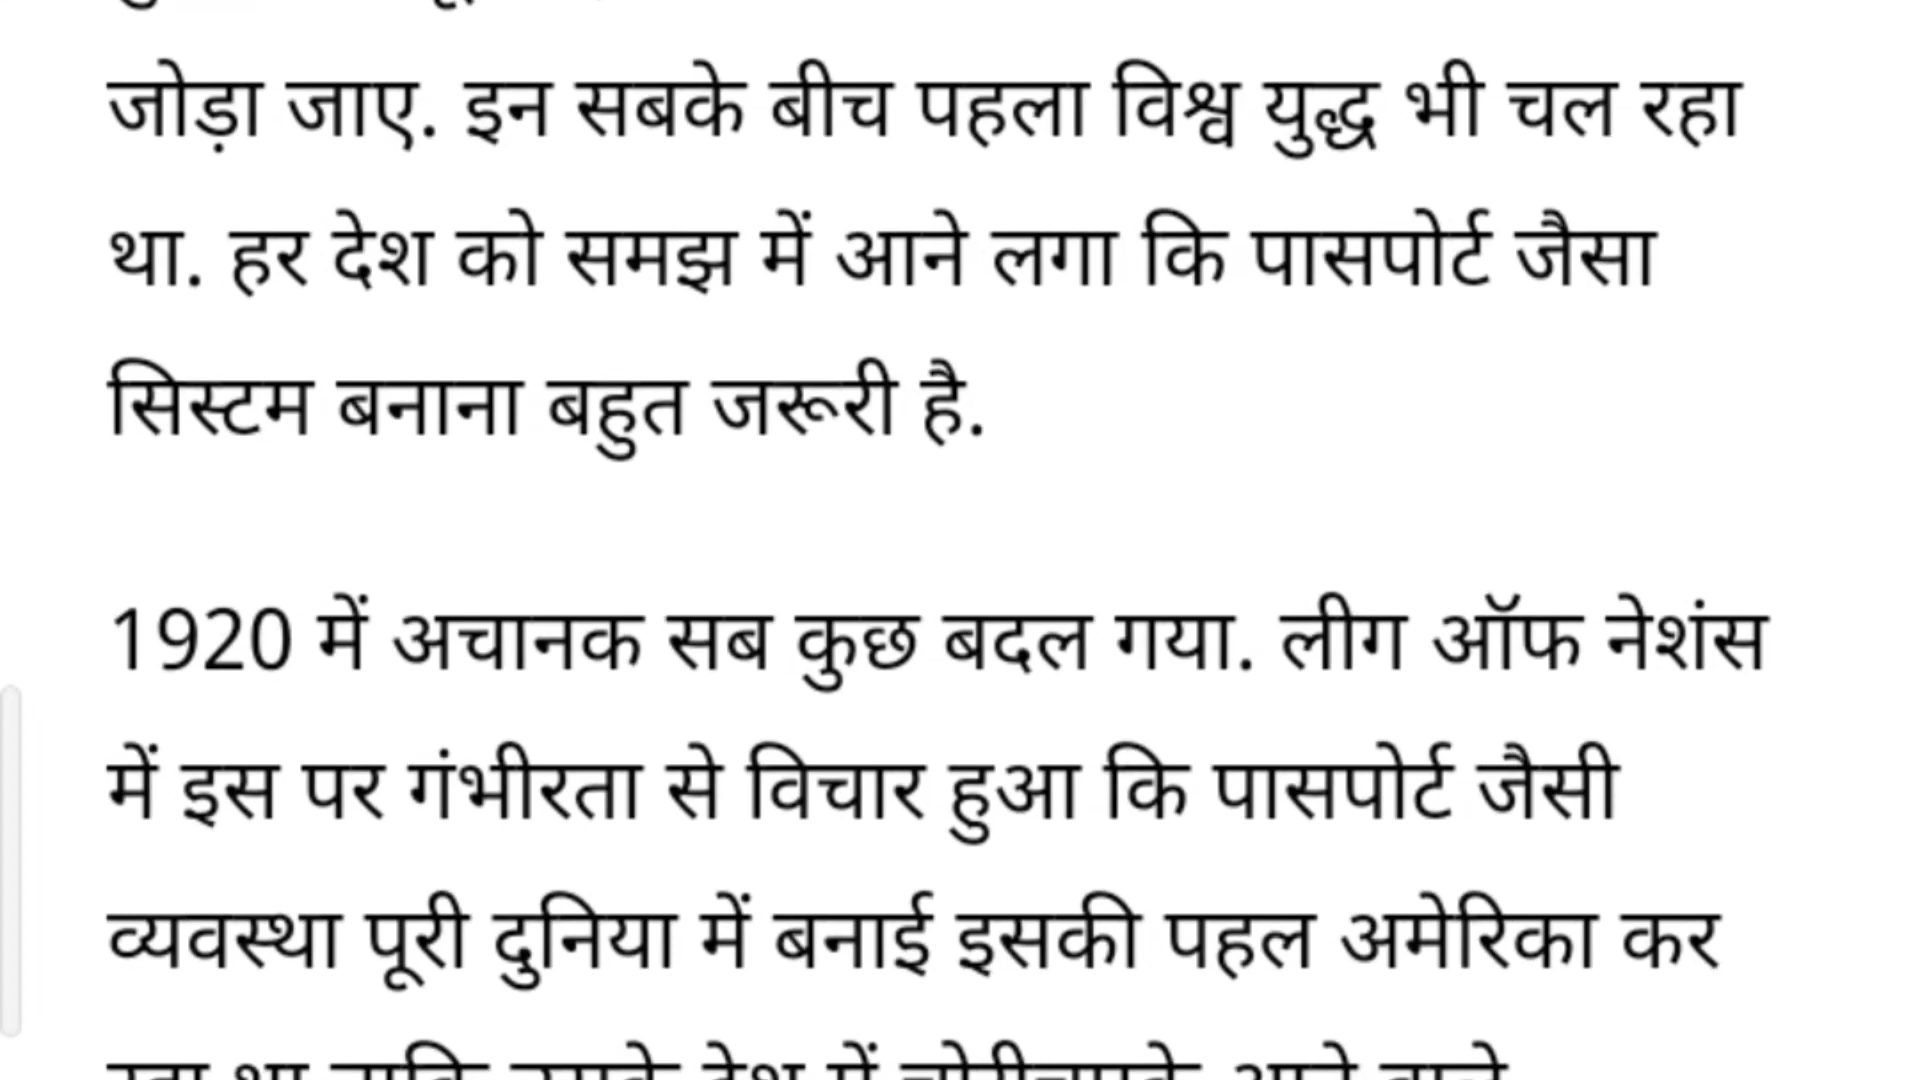 जोड़ा जाए. इन सबके बीच पहला विश्व युद्ध भी चल रहा
था. हर देश को समझ में आने लगा कि पासपोर्ट जैसा
सिस्टम बनाना बहुत जरूरी है.
1920 में अचानक सब कुछ बदल गया. लीग ऑफ नेशंस
में इस पर गंभीरता से विचार हुआ कि पासपोर्ट जैसी
व्यवस्था पूरी दुनिया में बनाई इसकी पहल अमेरिका कर